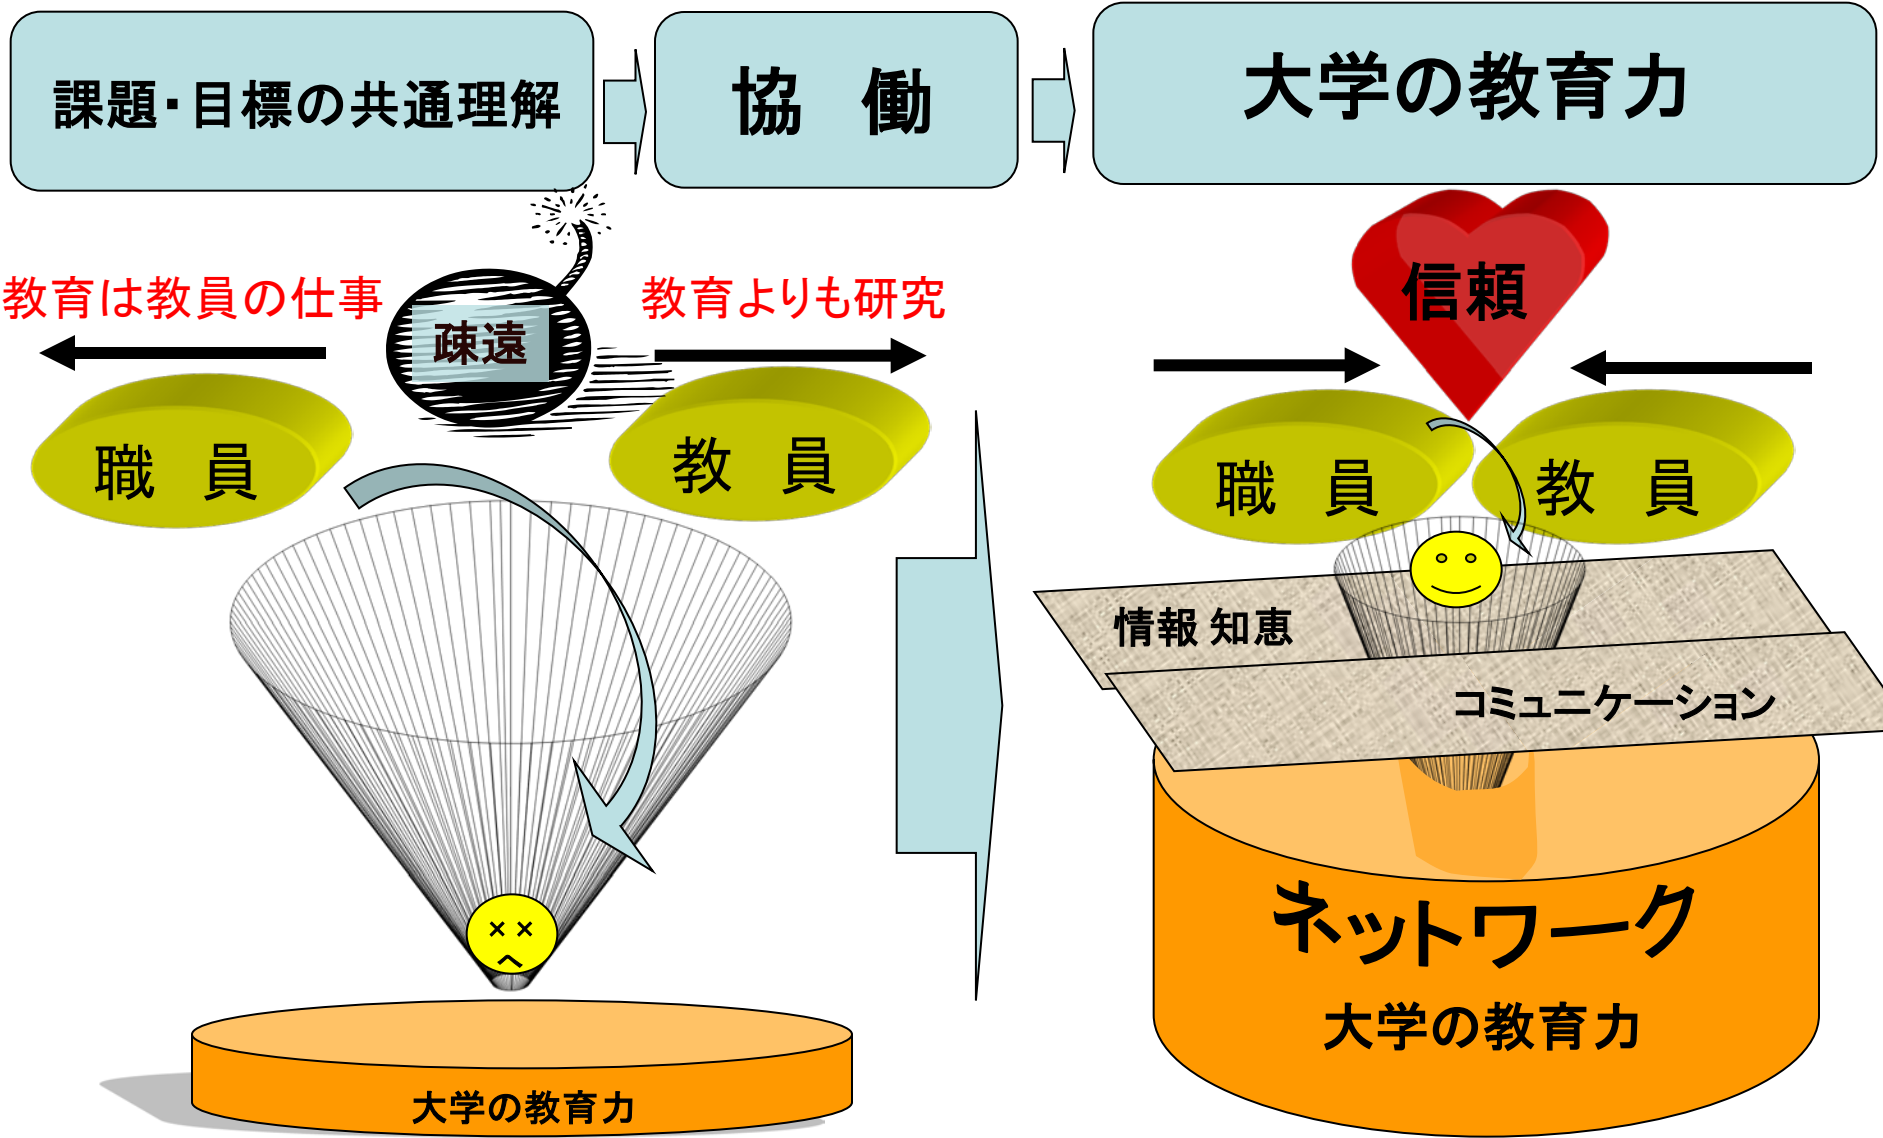 課題・目標の共通理解
協　働
大学の教育力
教育は教員の仕事
疎遠
教育よりも研究
職　員
教　員
大学の教育力
信頼
職　員
教　員
情報 知恵
コミュニケーション
ネットワーク
大学の教育力